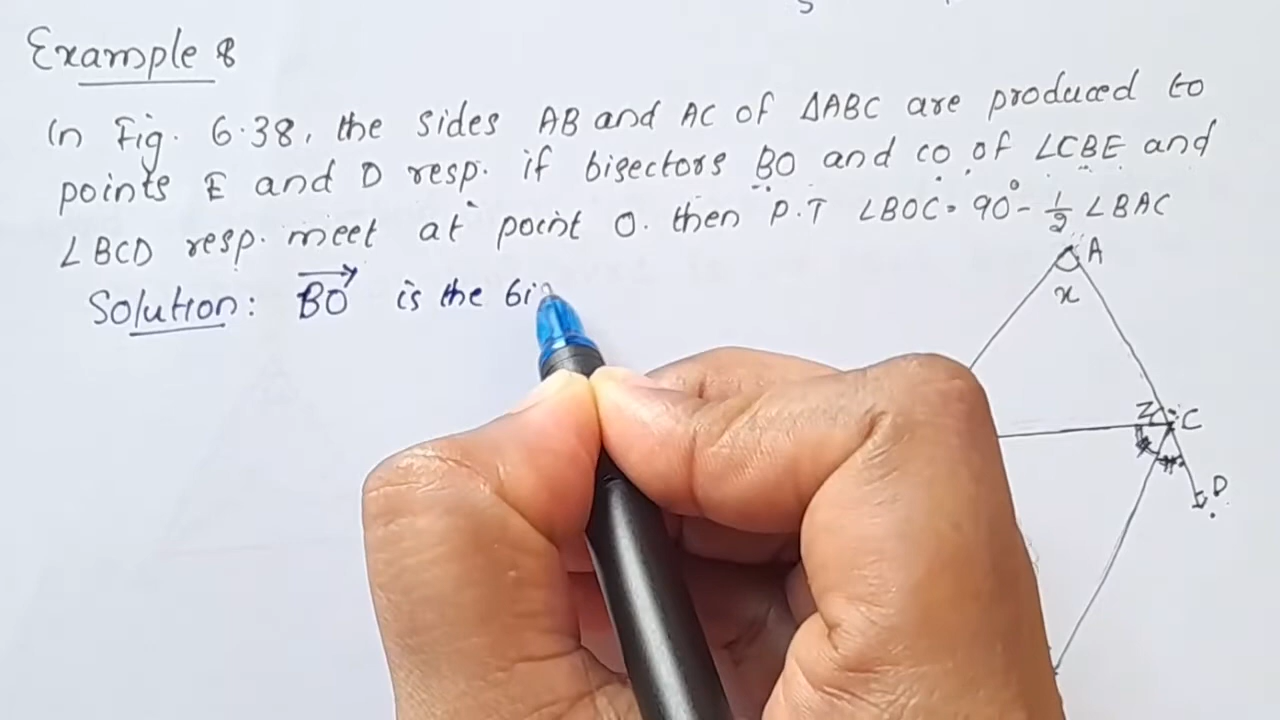 Example 8
In Fig. 6.38, the sides AB and AC of ΔABC are produced to
points E and D resp. if bisectors BO and CO of ∠CBE and
∠BCD resp. meet at point O. then P.T ∠BOC = 90° - 1/2 ∠BAC
Solution: BO is the bi
A
x
Z C
D